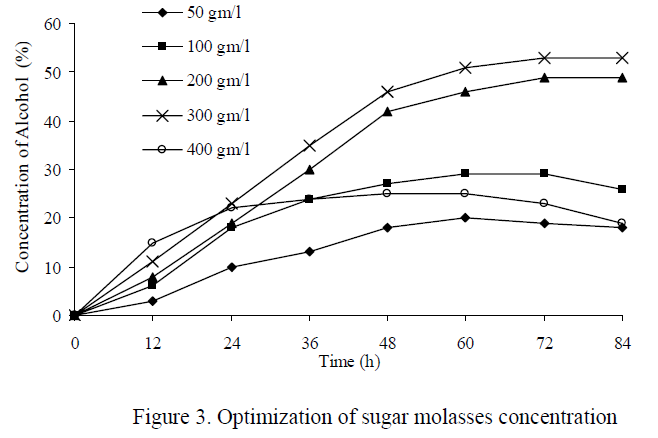 60
50
40
30
20
10
0
Concentration of Alcohol (%)
50 gm/l
100 gm/l
200 gm/l
300 gm/l
400 gm/l
0 12 24 36 48 60 72 84
Time (h)
Figure 3. Optimization of sugar molasses concentration